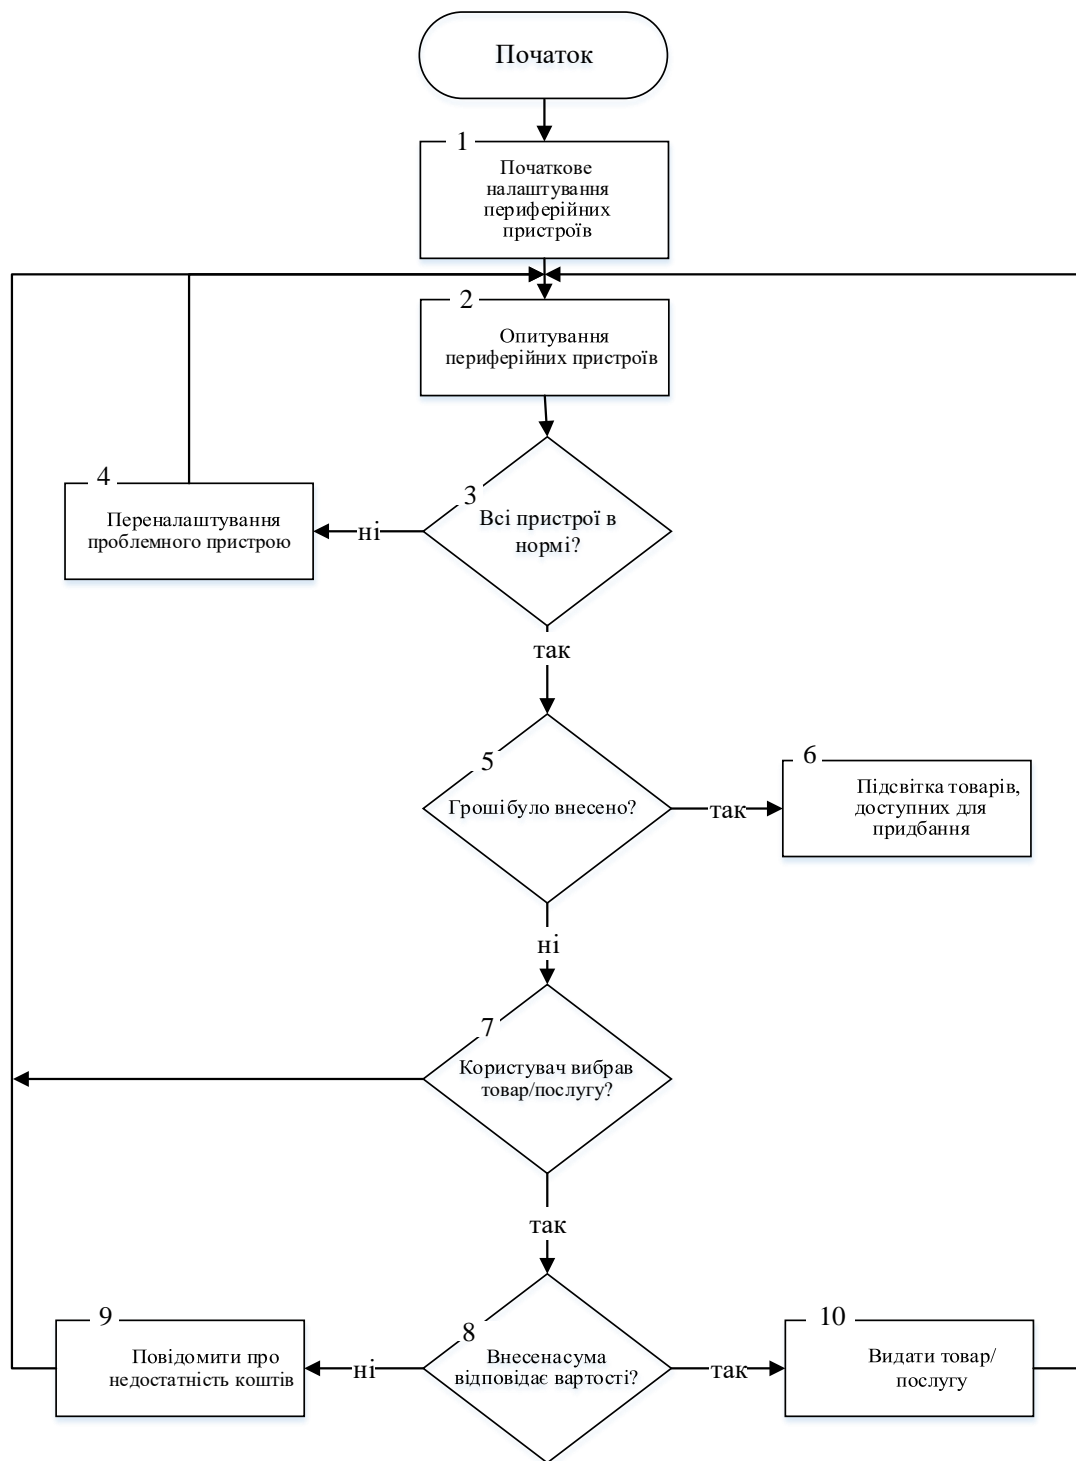 Початок
1
Початкове
налаштування
периферійних
пристроїв
2
Опитування
периферійних пристроїв
4
Переналаштування
проблемного пристрою
ні
3
Всі пристрої в
нормі?
так
5
Грошібуло внесено?
так
6
Підсвітка товарів,
доступних для
придбання
ні
7
Користувач вибрав
товар/послугу?
так
9
Повідомити про
недостатність коштів
ні
8
Внесенасума
відповідає вартості?
так
10
Видати товар/
послугу